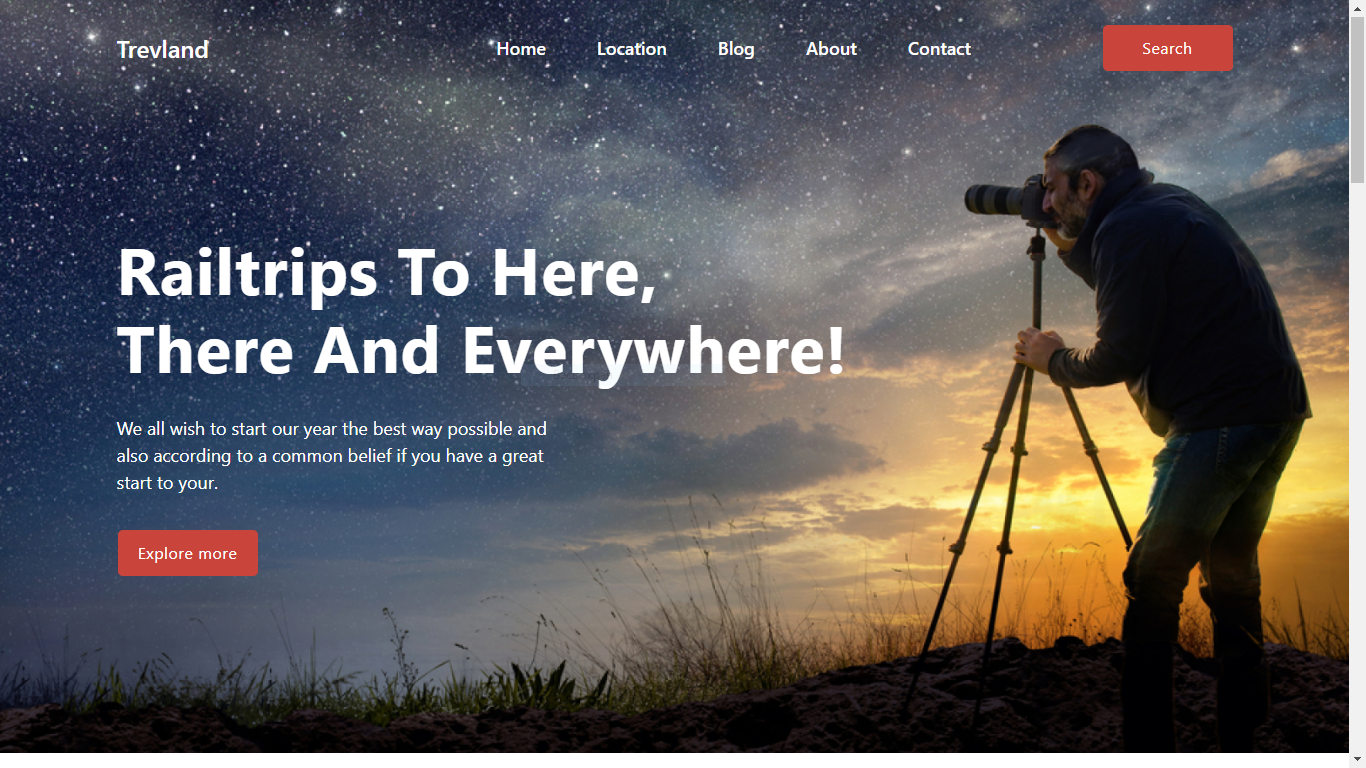 Trevland
Home Location Blog About Contact
Search
Railtrips To Here,
There And Everywhere!
We all wish to start our year the best way possible and
also according to a common belief if you have a great
start to your.
Explore more